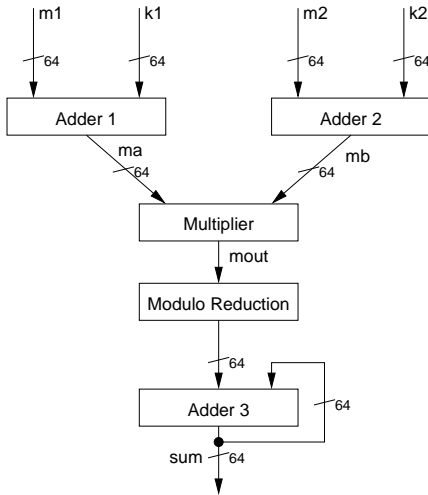 m1 k1 m2 k2
64 64 64 64
Adder 1 Adder 2
ma mb
64 64
Multiplier
mout
Modulo Reduction
64
64
Adder 3
sum 64